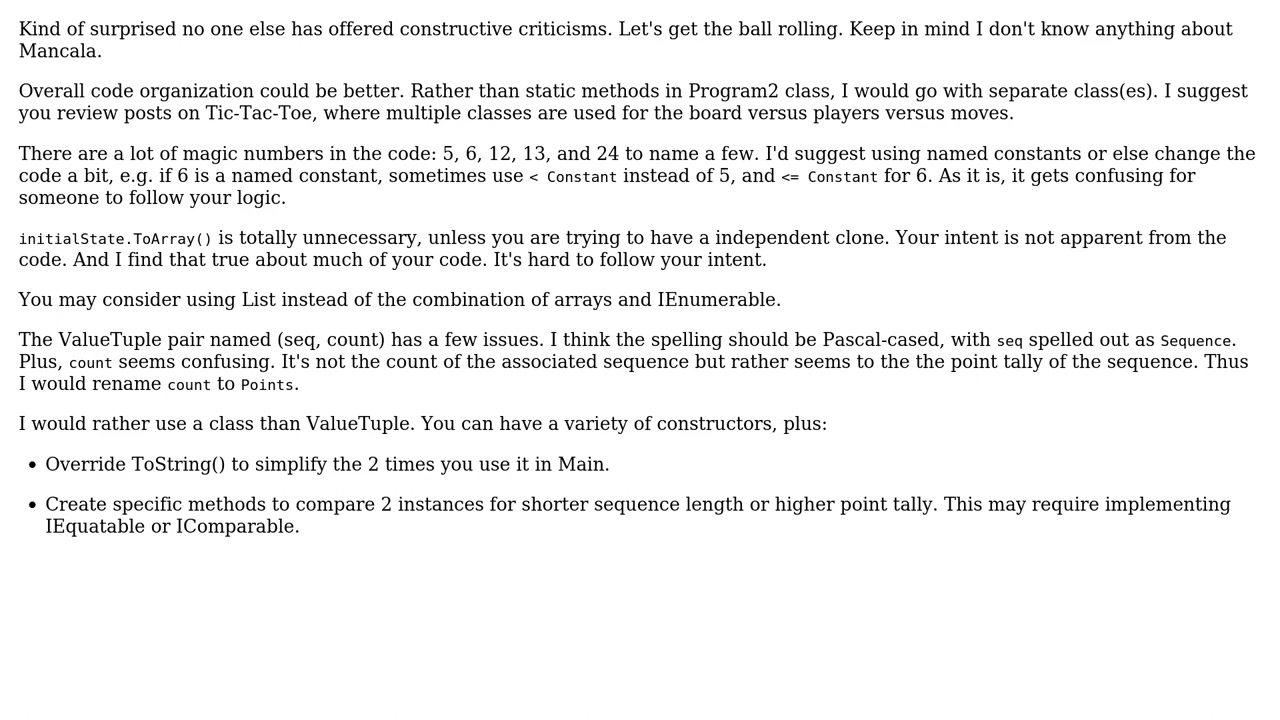 Kind of surprised no one else has offered constructive criticisms. Let's get the ball rolling. Keep in mind I don't know anything about
Mancala.
Overall code organization could be better. Rather than static methods in Program2 class, I would go with separate class(es). I suggest
you review posts on Tic-Tac-Toe, where multiple classes are used for the board versus players versus moves.
There are a lot of magic numbers in the code: 5, 6, 12, 13, and 24 to name a few. I'd suggest using named constants or else change the
code a bit, e.g. if 6 is a named constant, sometimes use < Constant instead of 5, and <= Constant for 6. As it is, it gets confusing for
someone to follow your logic.
initialState.ToArray() is totally unnecessary, unless you are trying to have a independent clone. Your intent is not apparent from the
code. And I find that true about much of your code. It's hard to follow your intent.
You may consider using List instead of the combination of arrays and IEnumerable.
The ValueTuple pair named (seq, count) has a few issues. I think the spelling should be Pascal-cased, with seq spelled out as Sequence.
Plus, count seems confusing. It's not the count of the associated sequence but rather seems to the the point tally of the sequence. Thus
I would rename count to Points.
I would rather use a class than ValueTuple. You can have a variety of constructors, plus:
• Override ToString() to simplify the 2 times you use it in Main.
• Create specific methods to compare 2 instances for shorter sequence length or higher point tally. This may require implementing
IEquatable or IComparable.